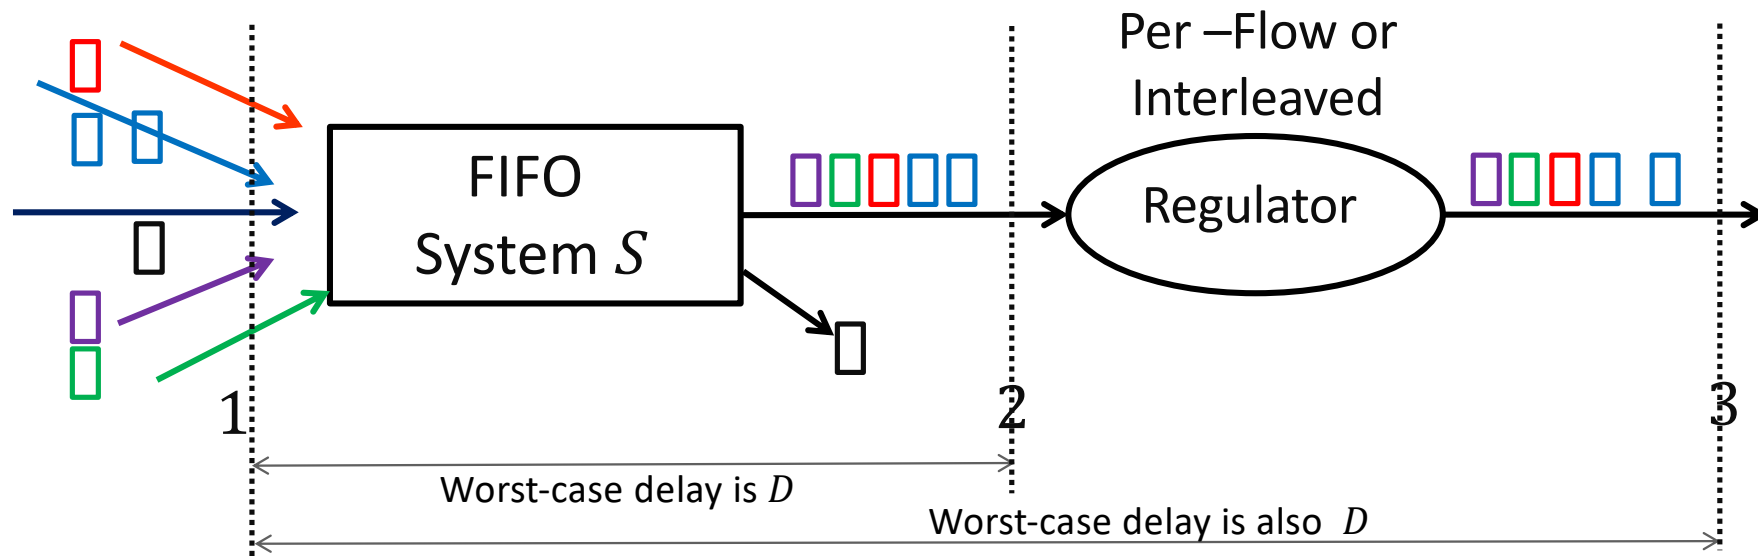 Per –Flow or
Interleaved
FIFO
System S
Regulator
1
2
3
Worst-case delay is D
Worst-case delay is also D